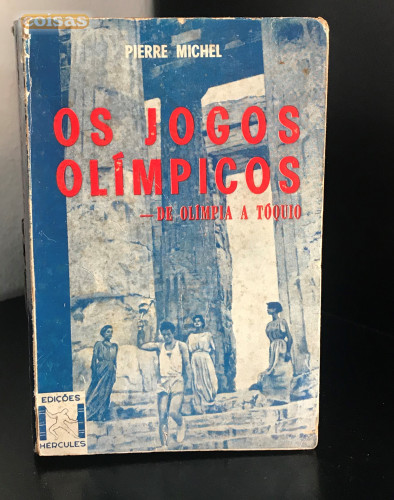 coisas
PIERRE MICHEL
OS JOGOS
OLÍMPICOS
— DE OLÍMPIA A TÓQUIO
EDIÇÕES
HÉRCULES